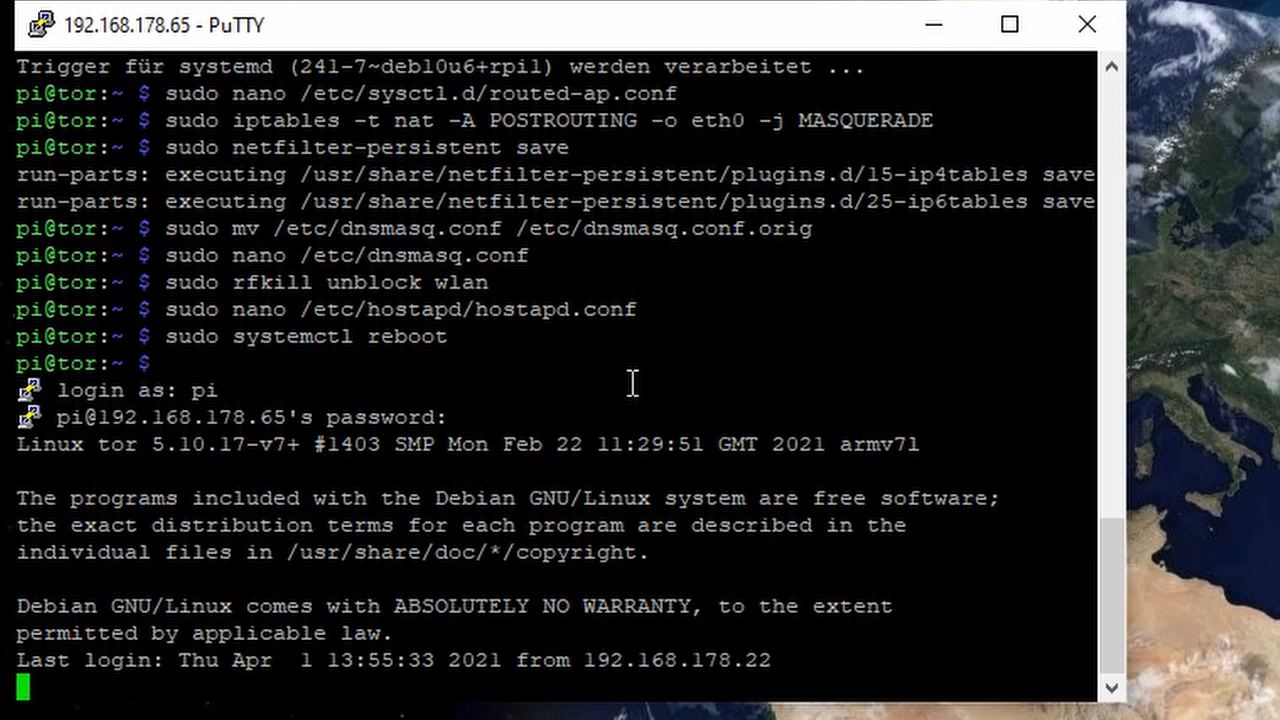 192.168.178.65 - PuTTY
Trigger für systemd (241-7~deb10u6+rpi1) werden verarbeitet ...
pi@tor:~ $ sudo nano /etc/sysctl.d/routed-ap.conf
pi@tor:~ $ sudo iptables -t nat -A POSTROUTING -o eth0 -j MASQUERADE
pi@tor:~ $ sudo netfilter-persistent save
run-parts: executing /usr/share/netfilter-persistent/plugins.d/15-ip4tables save
run-parts: executing /usr/share/netfilter-persistent/plugins.d/25-ip6tables save
pi@tor:~ $ sudo mv /etc/dnsmasq.conf /etc/dnsmasq.conf.orig
pi@tor:~ $ sudo nano /etc/dnsmasq.conf
pi@tor:~ $ sudo rfkill unblock wlan
pi@tor:~ $ sudo nano /etc/hostapd/hostapd.conf
pi@tor:~ $ sudo systemctl reboot
pi@tor:~ $
login as: pi
pi@192.168.178.65's password:
Linux tor 5.10.17-v7+ #1403 SMP Mon Feb 22 11:29:51 GMT 2021 armv7l
The programs included with the Debian GNU/Linux system are free software;
the exact distribution terms for each program are described in the
individual files in /usr/share/doc/*/copyright.
Debian GNU/Linux comes with ABSOLUTELY NO WARRANTY, to the extent
permitted by applicable law.
Last login: Thu Apr  1 13:55:33 2021 from 192.168.178.22